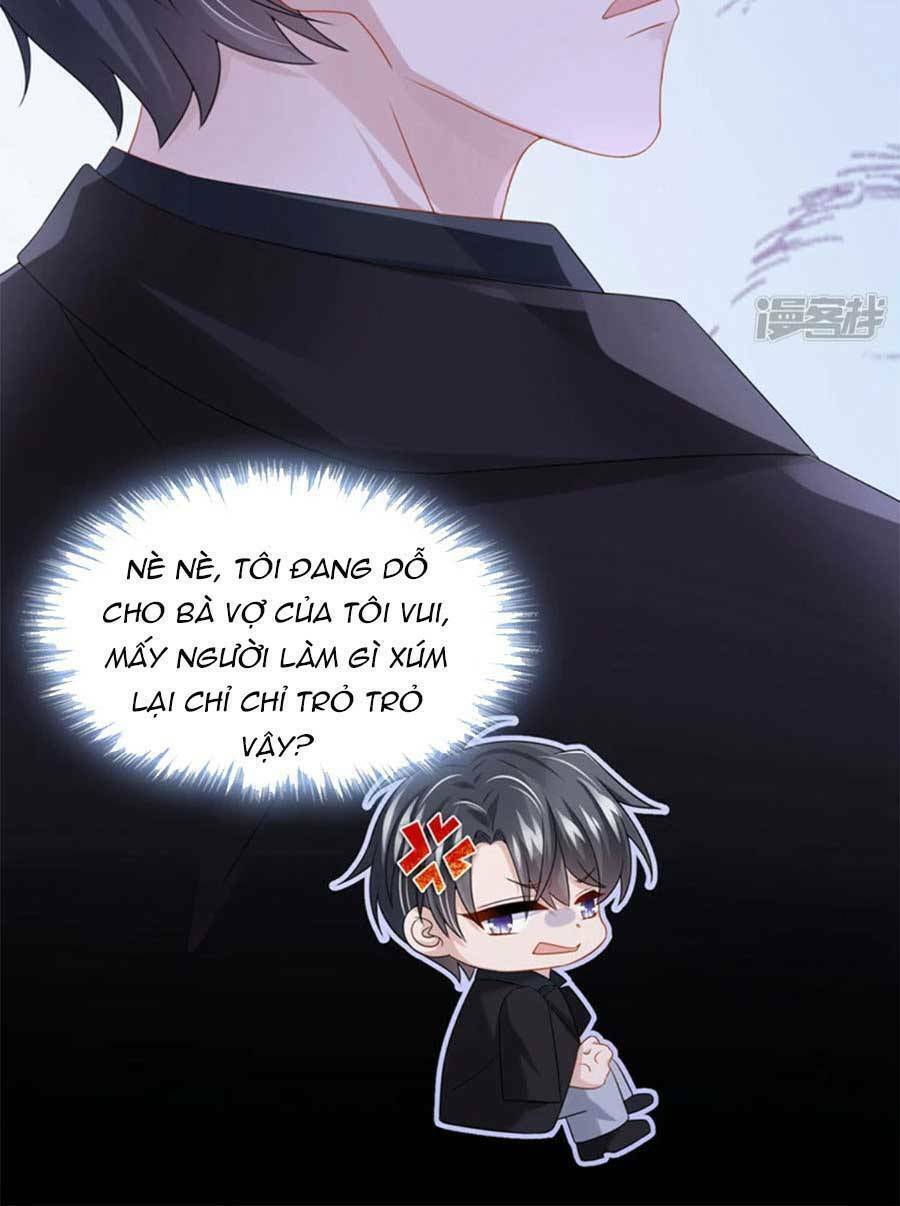 漫客栈
NÈ NÈ, TÔI ĐANG DỖ
CHO BÀ VỢ CỦA TÔI VUI,
MẤY NGƯỜI LÀM GÌ XÚM
LẠI CHỈ CHỈ TRỎ TRỎ
VẬY?